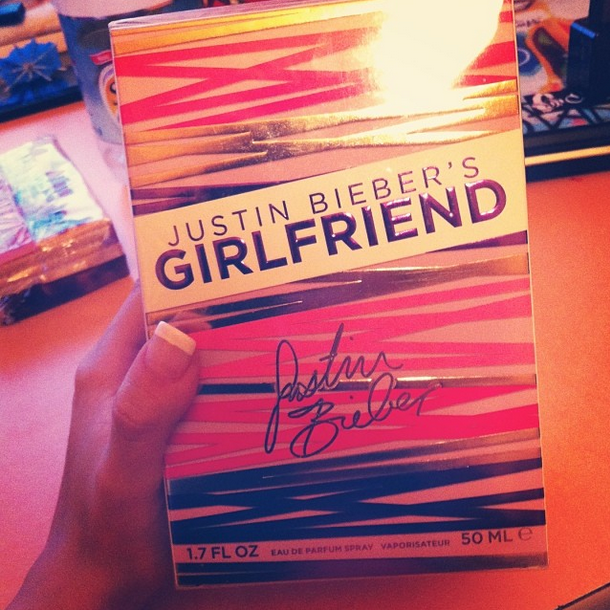 JUSTIN BIEBER'S
GIRLFRIEND
Justin
Bieber
1.7 FL OZ EAU DE PARFUM SPRAY VAPORISATEUR 50 ML ℮